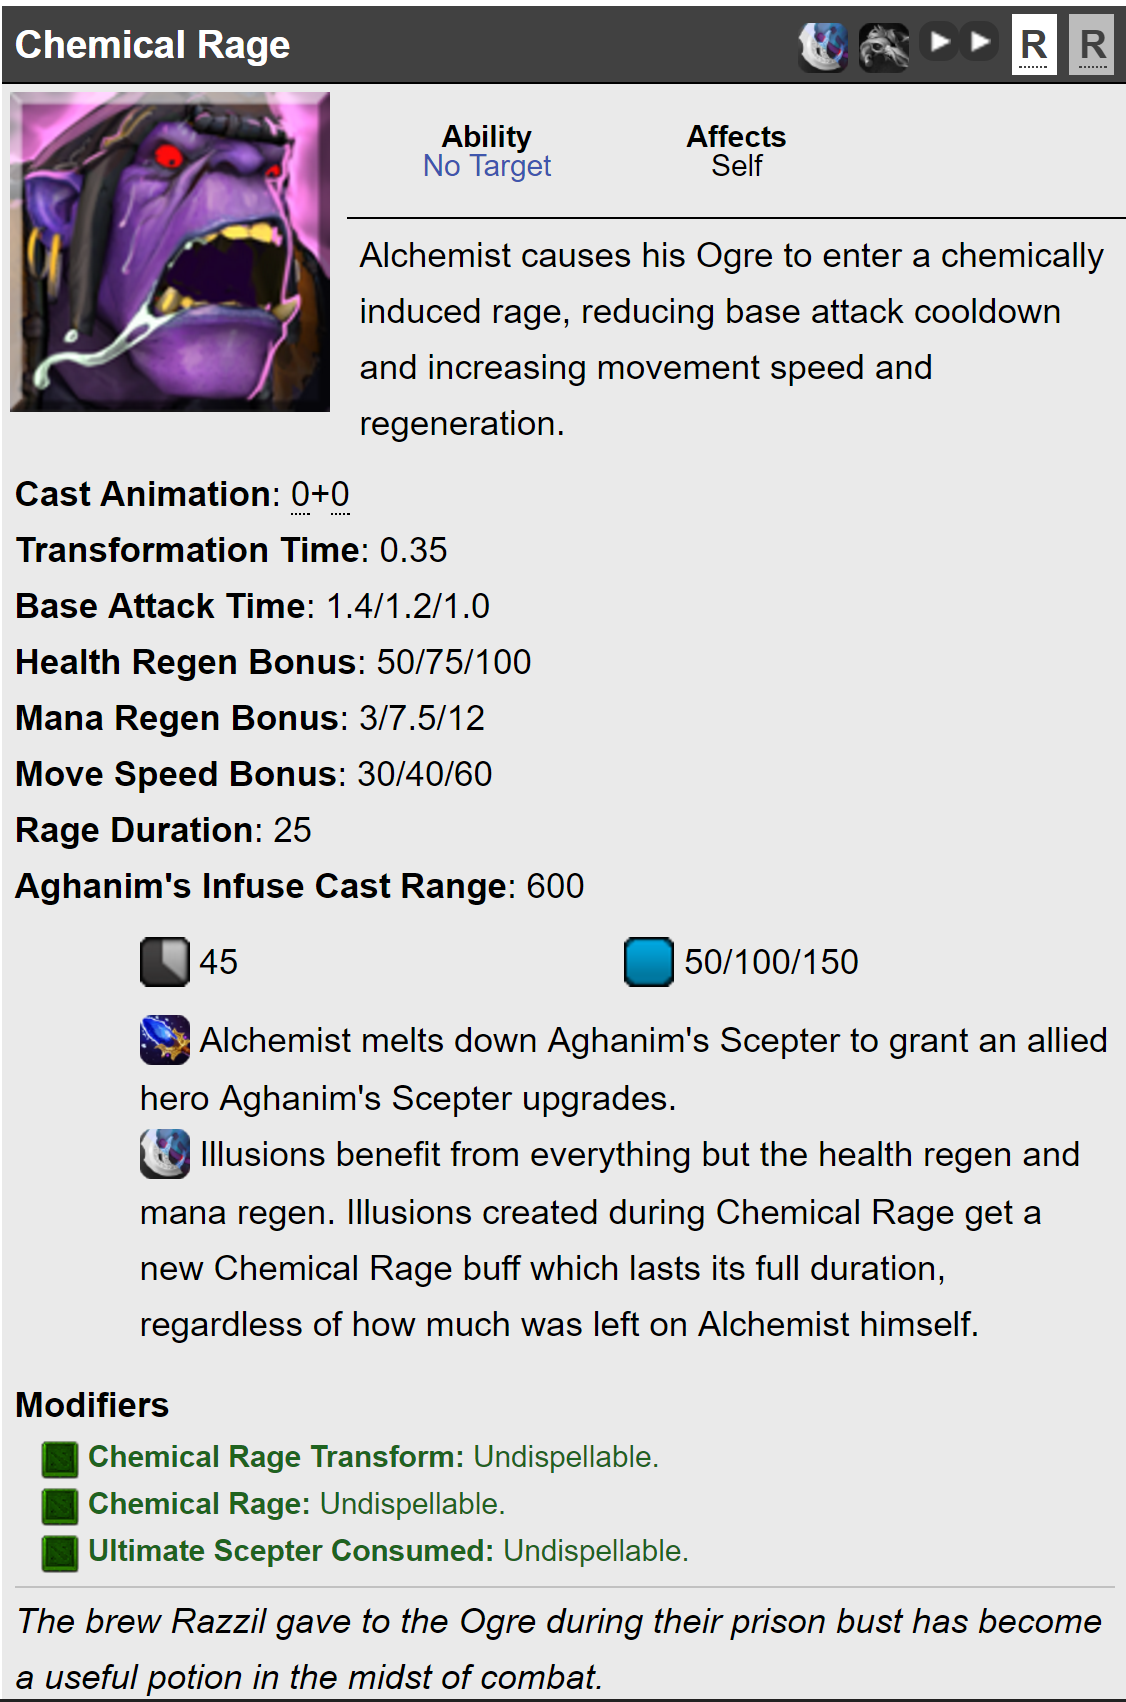 Chemical Rage R R
Ability Affects
No Target Self
Alchemist causes his Ogre to enter a chemically
induced rage, reducing base attack cooldown
and increasing movement speed and
regeneration.
Cast Animation: 0+0
Transformation Time: 0.35
Base Attack Time: 1.4/1.2/1.0
Health Regen Bonus: 50/75/100
Mana Regen Bonus: 3/7.5/12
Move Speed Bonus: 30/40/60
Rage Duration: 25
Aghanim's Infuse Cast Range: 600
45 50/100/150
Alchemist melts down Aghanim's Scepter to grant an allied
hero Aghanim's Scepter upgrades.
Illusions benefit from everything but the health regen and
mana regen. Illusions created during Chemical Rage get a
new Chemical Rage buff which lasts its full duration,
regardless of how much was left on Alchemist himself.
Modifiers
Chemical Rage Transform: Undispellable.
Chemical Rage: Undispellable.
Ultimate Scepter Consumed: Undispellable.
The brew Razzil gave to the Ogre during their prison bust has become
a useful potion in the midst of combat.